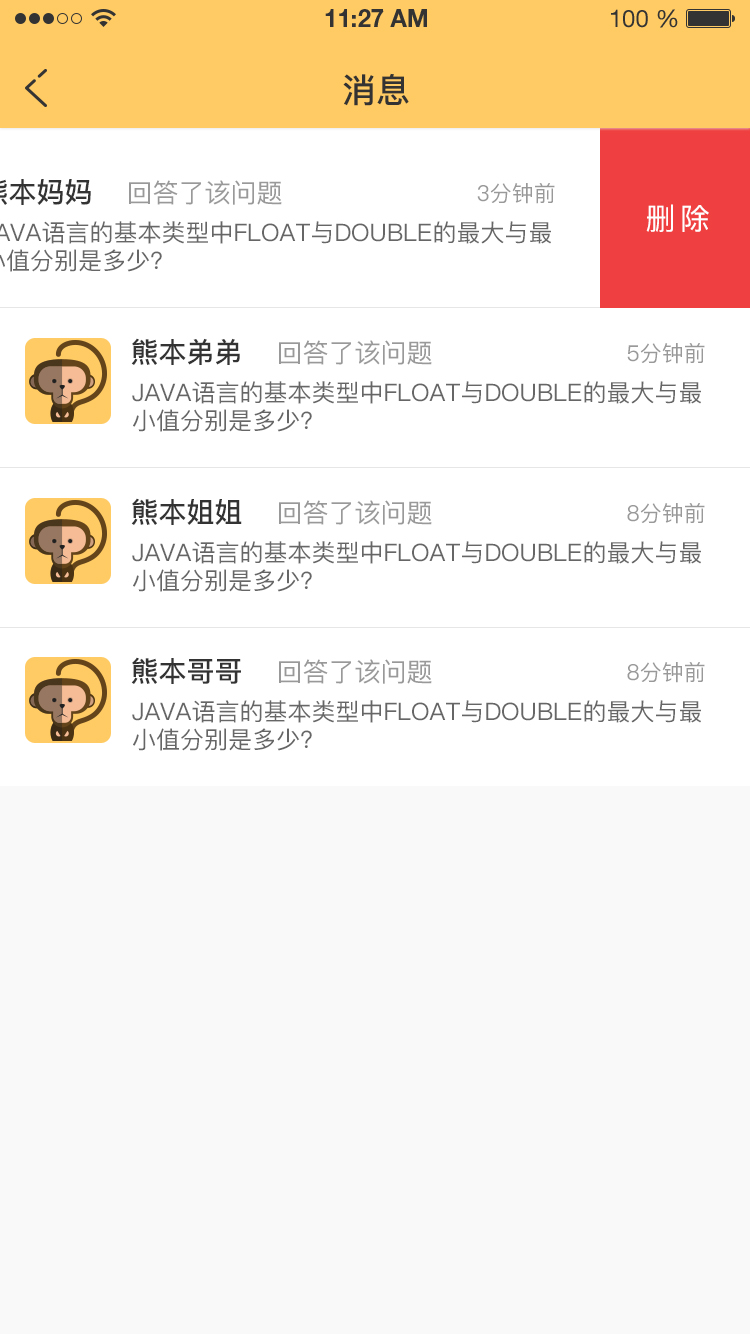 11:27 AM 100 %
消息
熊本妈妈 回答了该问题 3分钟前
AVA语言的基本类型中FLOAT与DOUBLE的最大与最
小值分别是多少?
删除
熊本弟弟 回答了该问题 5分钟前
JAVA语言的基本类型中FLOAT与DOUBLE的最大与最
小值分别是多少?
熊本姐姐 回答了该问题 8分钟前
JAVA语言的基本类型中FLOAT与DOUBLE的最大与最
小值分别是多少?
熊本哥哥 回答了该问题 8分钟前
JAVA语言的基本类型中FLOAT与DOUBLE的最大与最
小值分别是多少?